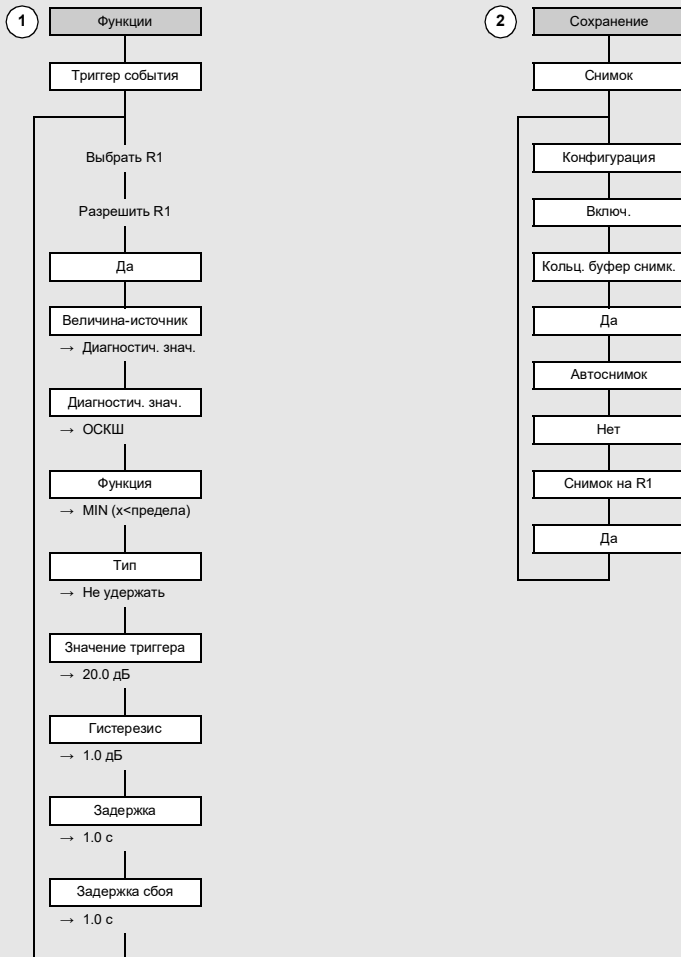 1
Функции
Триггер события
Выбрать R1
Разрешить R1
Да
Величина-источник
→ Диагностич. знач.
Диагностич. знач.
→ ОСКШ
Функция
→ MIN (x<предела)
Тип
→ Не удержать
Значение триггера
→ 20.0 дБ
Гистерезис
→ 1.0 дБ
Задержка
→ 1.0 с
Задержка сбоя
→ 1.0 с
2
Сохранение
Снимок
Конфигурация
Включ.
Кольц. буфер снимк.
Да
Автоснимок
Нет
Снимок на R1
Да